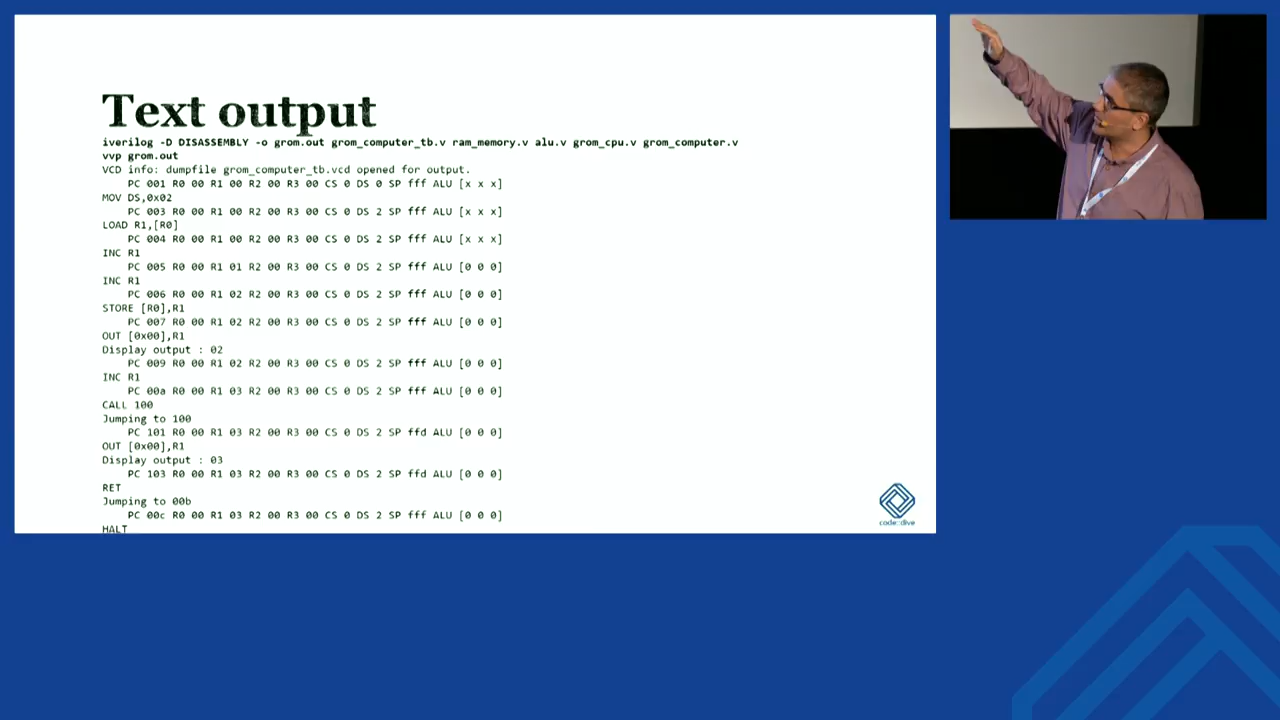 Text output
iverilog -D DISASSEMBLY -o grom.out grom_computer_tb.v ram_memory.v alu.v grom_cpu.v grom_computer.v
vvp grom.out
VCD info: dumpfile grom_computer_tb.vcd opened for output.
PC 001 R0 00 R1 00 R2 00 R3 00 CS 0 DS 0 SP fff ALU [x x x]
MOV DS,0x02
PC 003 R0 00 R1 00 R2 00 R3 00 CS 0 DS 2 SP fff ALU [x x x]
LOAD R1,[R0]
PC 004 R0 00 R1 00 R2 00 R3 00 CS 0 DS 2 SP fff ALU [x x x]
INC R1
PC 005 R0 00 R1 01 R2 00 R3 00 CS 0 DS 2 SP fff ALU [0 0 0]
INC R1
PC 006 R0 00 R1 02 R2 00 R3 00 CS 0 DS 2 SP fff ALU [0 0 0]
STORE [R0],R1
PC 007 R0 00 R1 02 R2 00 R3 00 CS 0 DS 2 SP fff ALU [0 0 0]
OUT [0x00],R1
Display output : 02
PC 009 R0 00 R1 02 R2 00 R3 00 CS 0 DS 2 SP fff ALU [0 0 0]
INC R1
PC 00a R0 00 R1 03 R2 00 R3 00 CS 0 DS 2 SP fff ALU [0 0 0]
CALL 100
Jumping to 100
PC 101 R0 00 R1 03 R2 00 R3 00 CS 0 DS 2 SP ffd ALU [0 0 0]
OUT [0x00],R1
Display output : 03
PC 103 R0 00 R1 03 R2 00 R3 00 CS 0 DS 2 SP ffd ALU [0 0 0]
RET
Jumping to 00b
PC 00c R0 00 R1 03 R2 00 R3 00 CS 0 DS 2 SP fff ALU [0 0 0]
HALT
code::dive